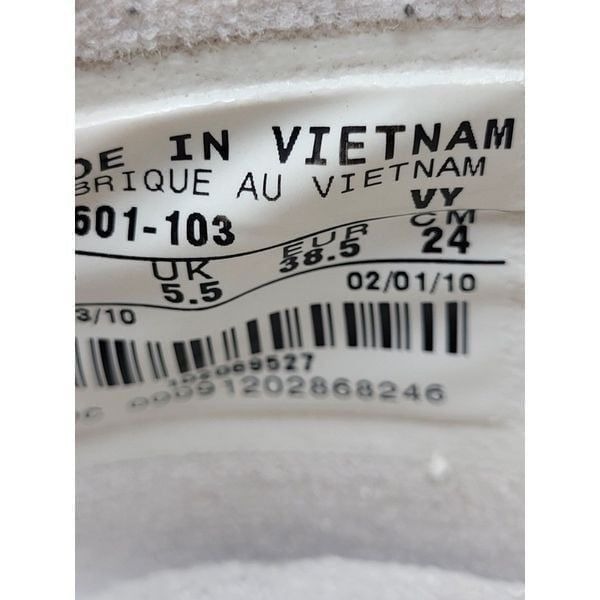 DE IN VIETNAM
BRIQUE AU VIETNAM
601-103 VY
UK EUR CM
5.5 38.5 24
3/10 02/01/10
102069527
00091202868246